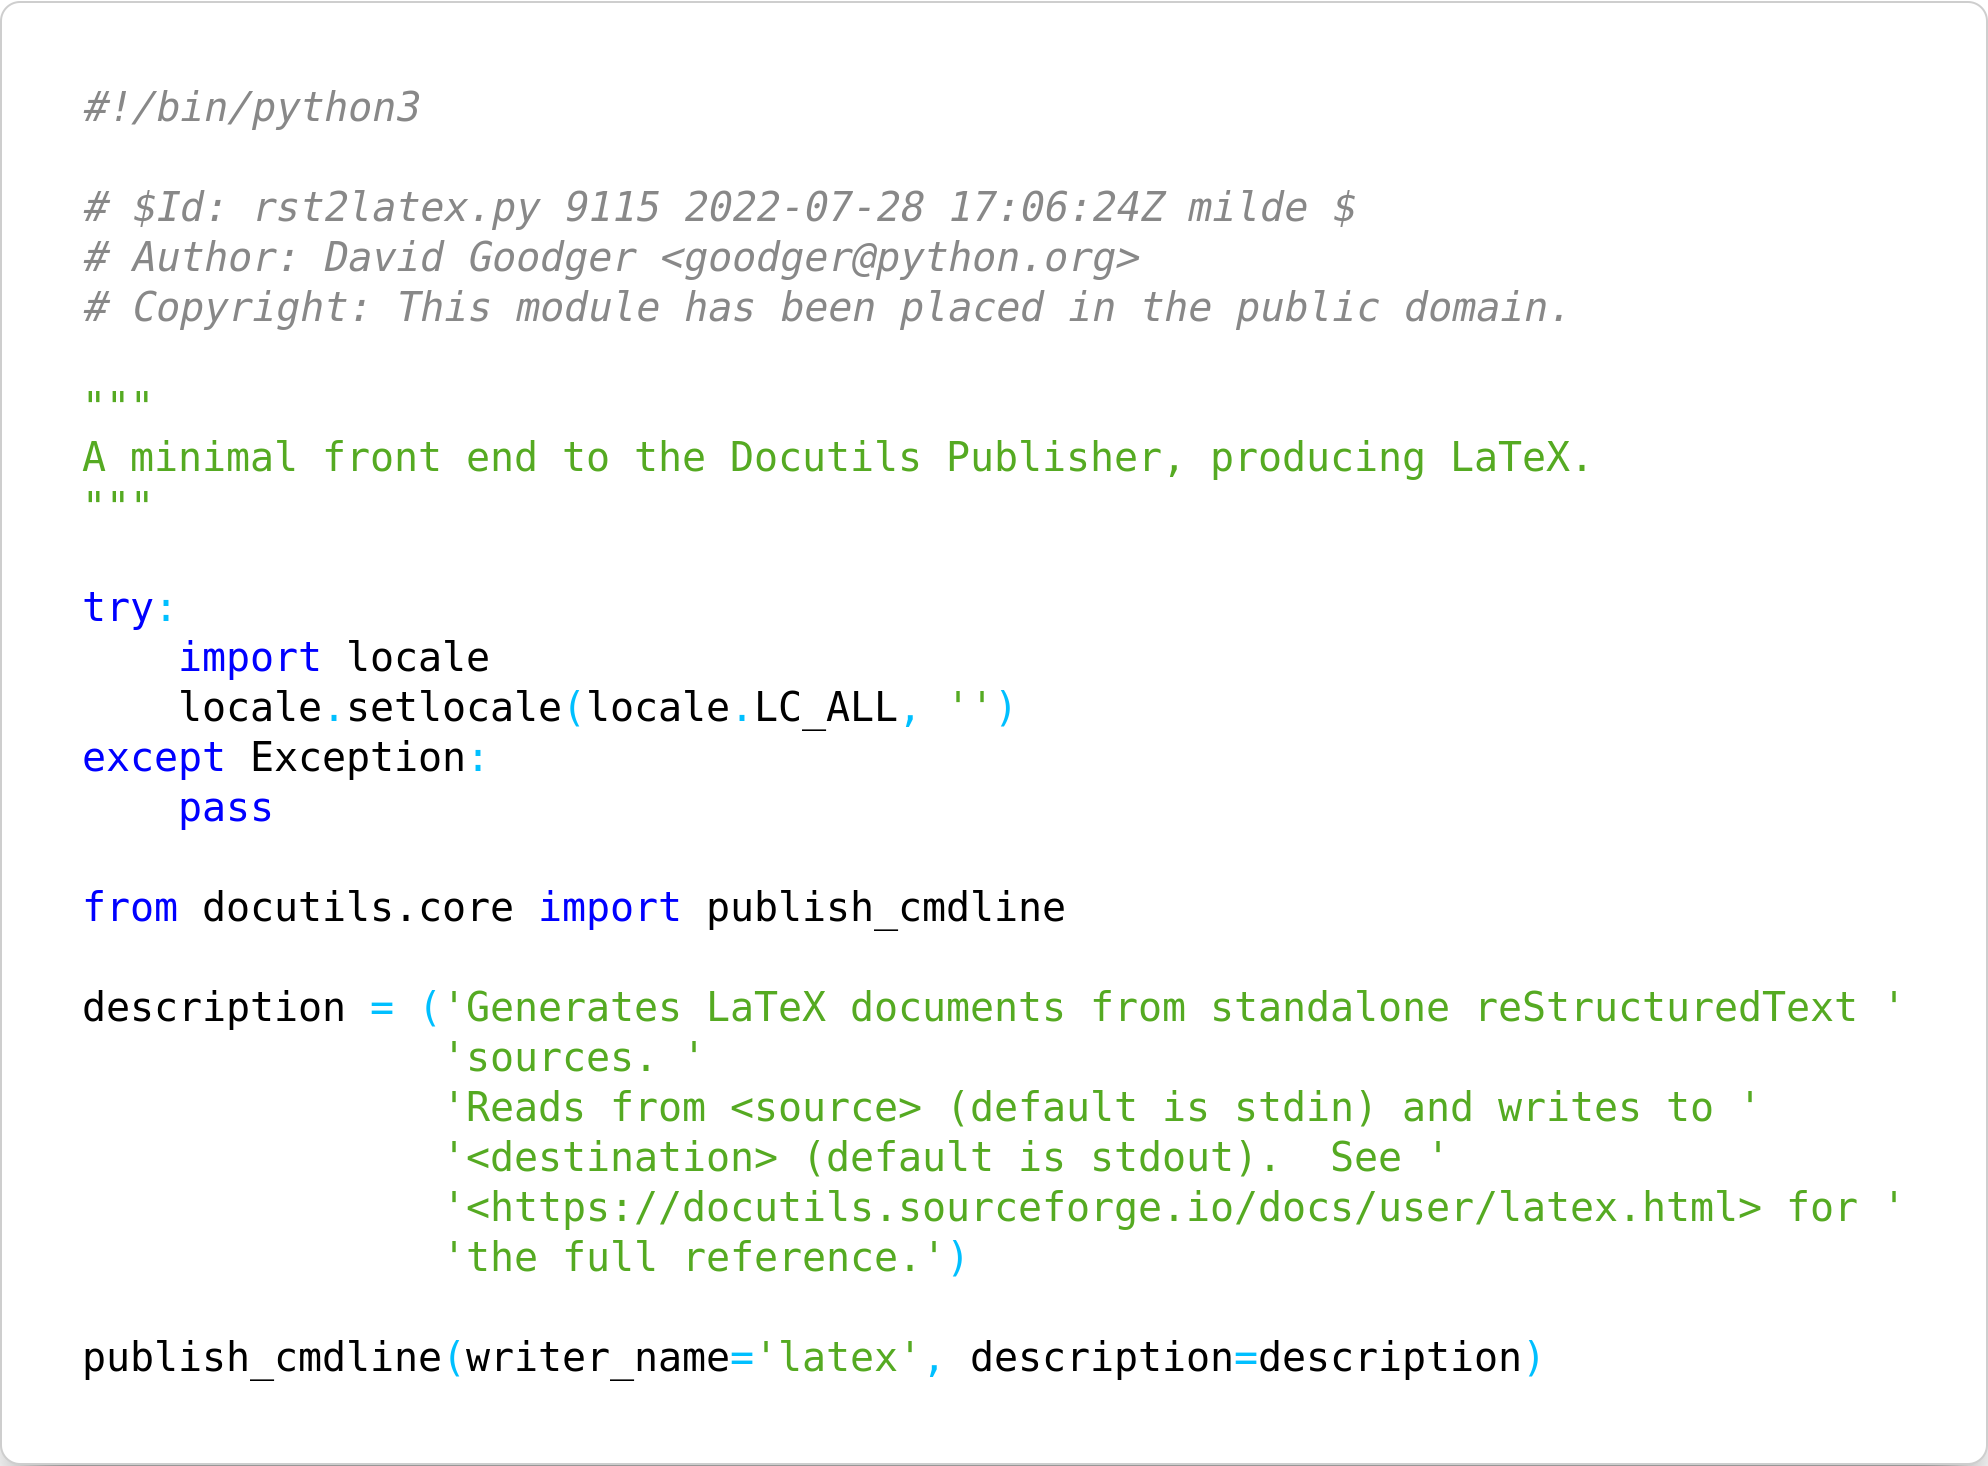 #!/bin/python3

# $Id: rst2latex.py 9115 2022-07-28 17:06:24Z milde $
# Author: David Goodger <goodger@python.org>
# Copyright: This module has been placed in the public domain.

"""
A minimal front end to the Docutils Publisher, producing LaTeX.
"""

try:
    import locale
    locale.setlocale(locale.LC_ALL, '')
except Exception:
    pass

from docutils.core import publish_cmdline

description = ('Generates LaTeX documents from standalone reStructuredText '
               'sources. '
               'Reads from <source> (default is stdin) and writes to '
               '<destination> (default is stdout).  See '
               '<https://docutils.sourceforge.io/docs/user/latex.html> for '
               'the full reference.')

publish_cmdline(writer_name='latex', description=description)